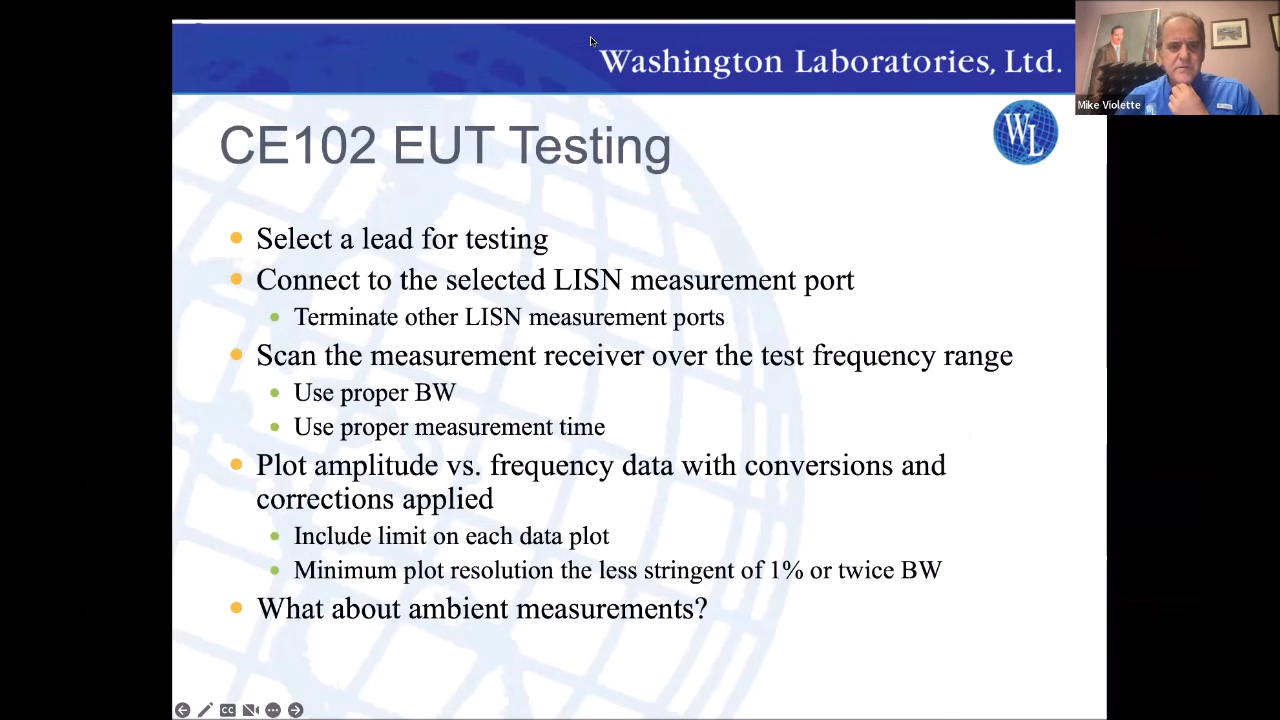 Washington Laboratories, Ltd.
Mike Violette
CE102 EUT Testing
WL
Select a lead for testing
Connect to the selected LISN measurement port
Terminate other LISN measurement ports
Scan the measurement receiver over the test frequency range
Use proper BW
Use proper measurement time
Plot amplitude vs. frequency data with conversions and
corrections applied
Include limit on each data plot
Minimum plot resolution the less stringent of 1% or twice BW
What about ambient measurements?
CC